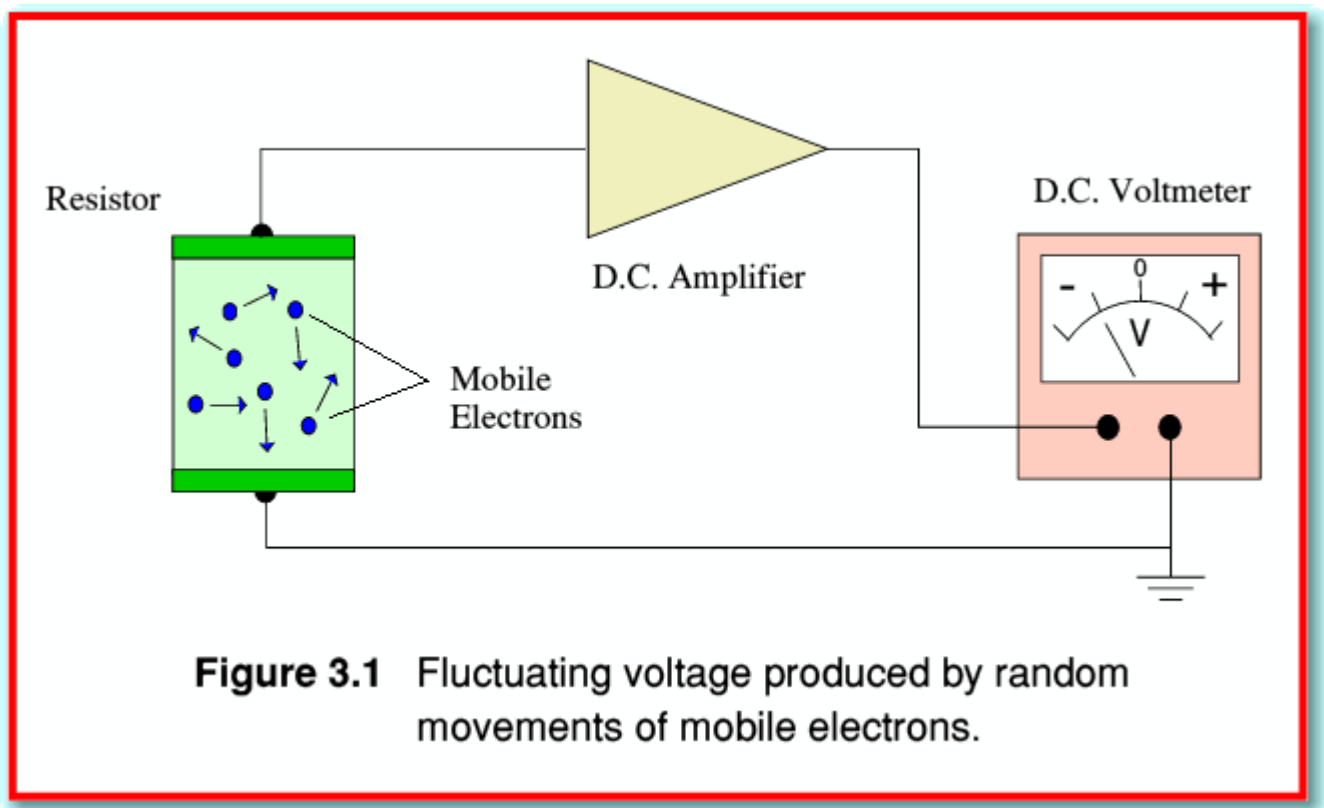 Resistor
D.C. Amplifier
D.C. Voltmeter
- 0 +
V
Mobile
Electrons
Figure 3.1 Fluctuating voltage produced by random
movements of mobile electrons.